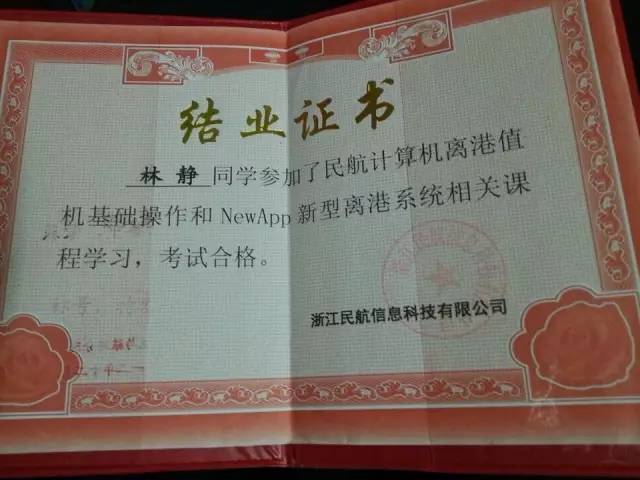 结业证书
林静 同学参加了民航计算机离港值
机基础操作和NewApp新型离港系统相关课
程学习，考试合格。
浙江民航信息科技有限公司